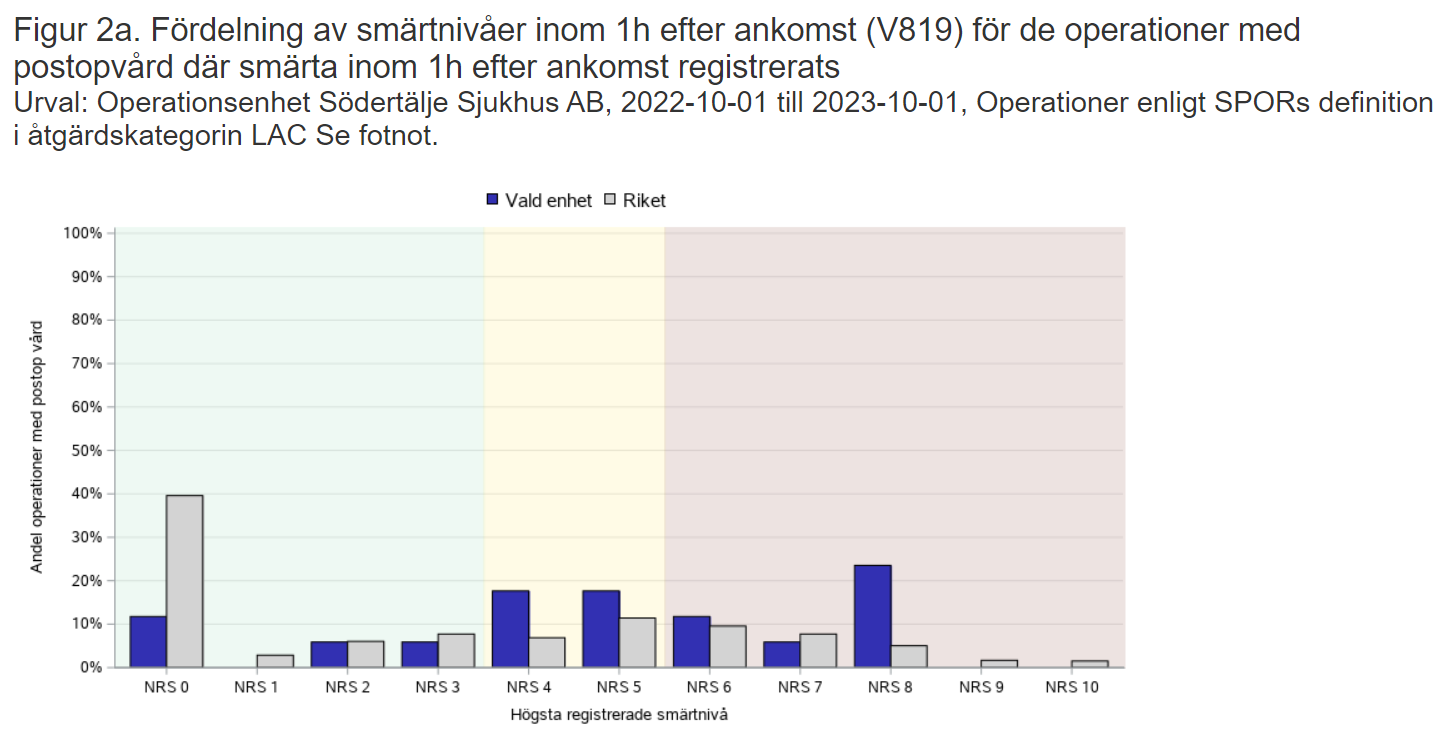 Figur 2a. Fördelning av smärtnivåer inom 1h efter ankomst (V819) för de operationer med
postopvård där smärta inom 1h efter ankomst registrerats
Urval: Operationsenhet Södertälje Sjukhus AB, 2022-10-01 till 2023-10-01, Operationer enligt SPORs definition
i åtgärdskategorin LAC Se fotnot.
Vald enhet Riket
100%
90%
80%
70%
60%
50%
40%
30%
20%
10%
0%
Andel operationer med postop vård
NRS 0 NRS 1 NRS 2 NRS 3 NRS 4 NRS 5 NRS 6 NRS 7 NRS 8 NRS 9 NRS 10
Högsta registrerade smärtnivå